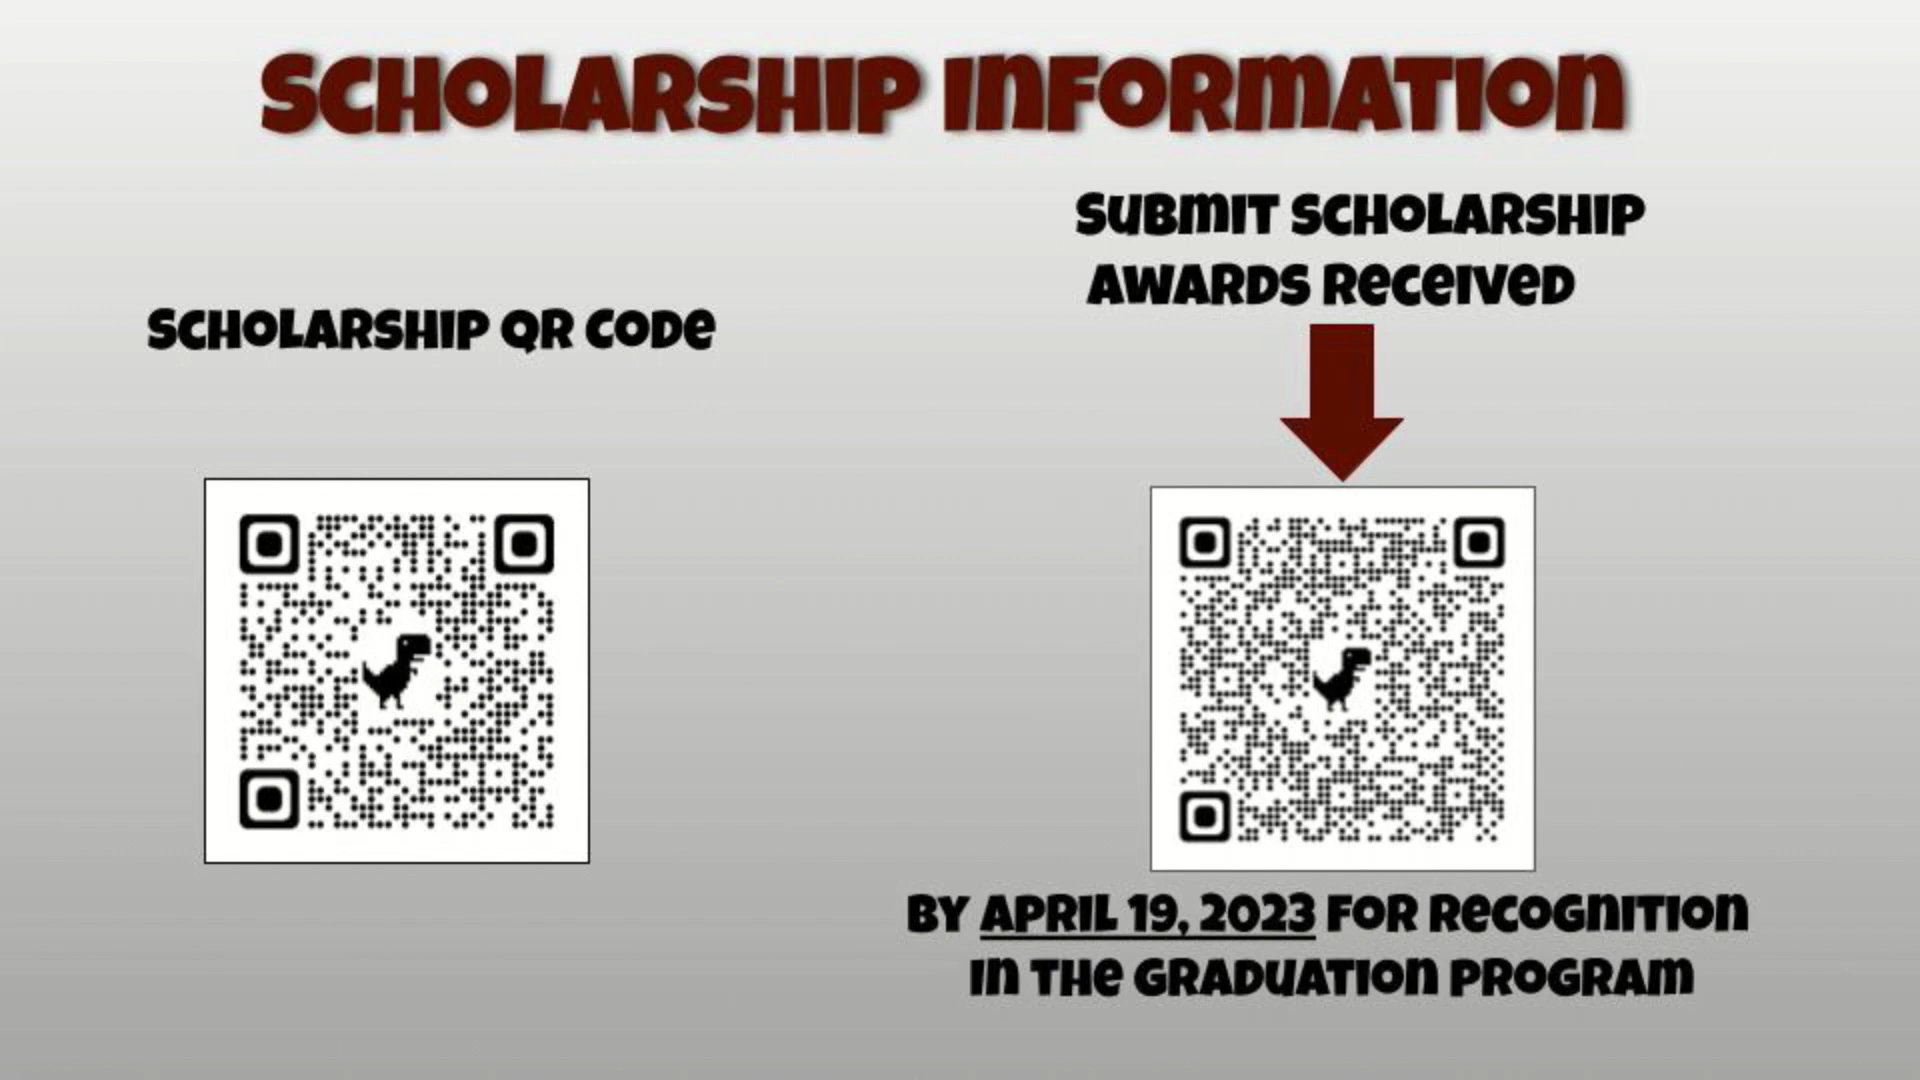 SCHOLARSHIP INFORMATION
SUBMIT SCHOLARSHIP
AWARDS RECEIVED
SCHOLARSHIP QR CODE
BY APRIL 19, 2023 FOR RECOGNITION
IN THE GRADUATION PROGRAM